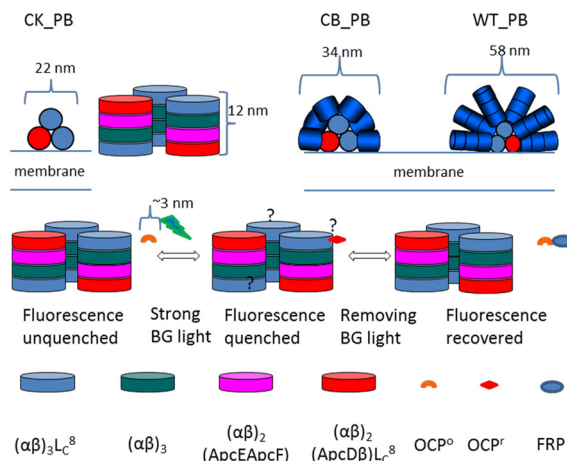 CK_PB CB_PB WT_PB
22 nm 34 nm 58 nm
12 nm
membrane membrane
~3 nm ? ?
?
Fluorescence unquenched
Strong BG light
Fluorescence quenched
Removing BG light
Fluorescence recovered
(αβ)₃L_C⁸ (αβ)₃ (αβ)₂ (ApcEApcF) (αβ)₂ (ApcDβ)L_C⁸ OCPᵒ OCPʳ FRP